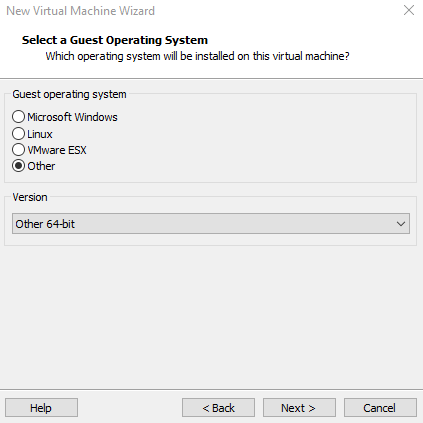 New Virtual Machine Wizard
Select a Guest Operating System
Which operating system will be installed on this virtual machine?
Guest operating system
Microsoft Windows
Linux
VMware ESX
Other
Version
Other 64-bit
Help
< Back
Next >
Cancel